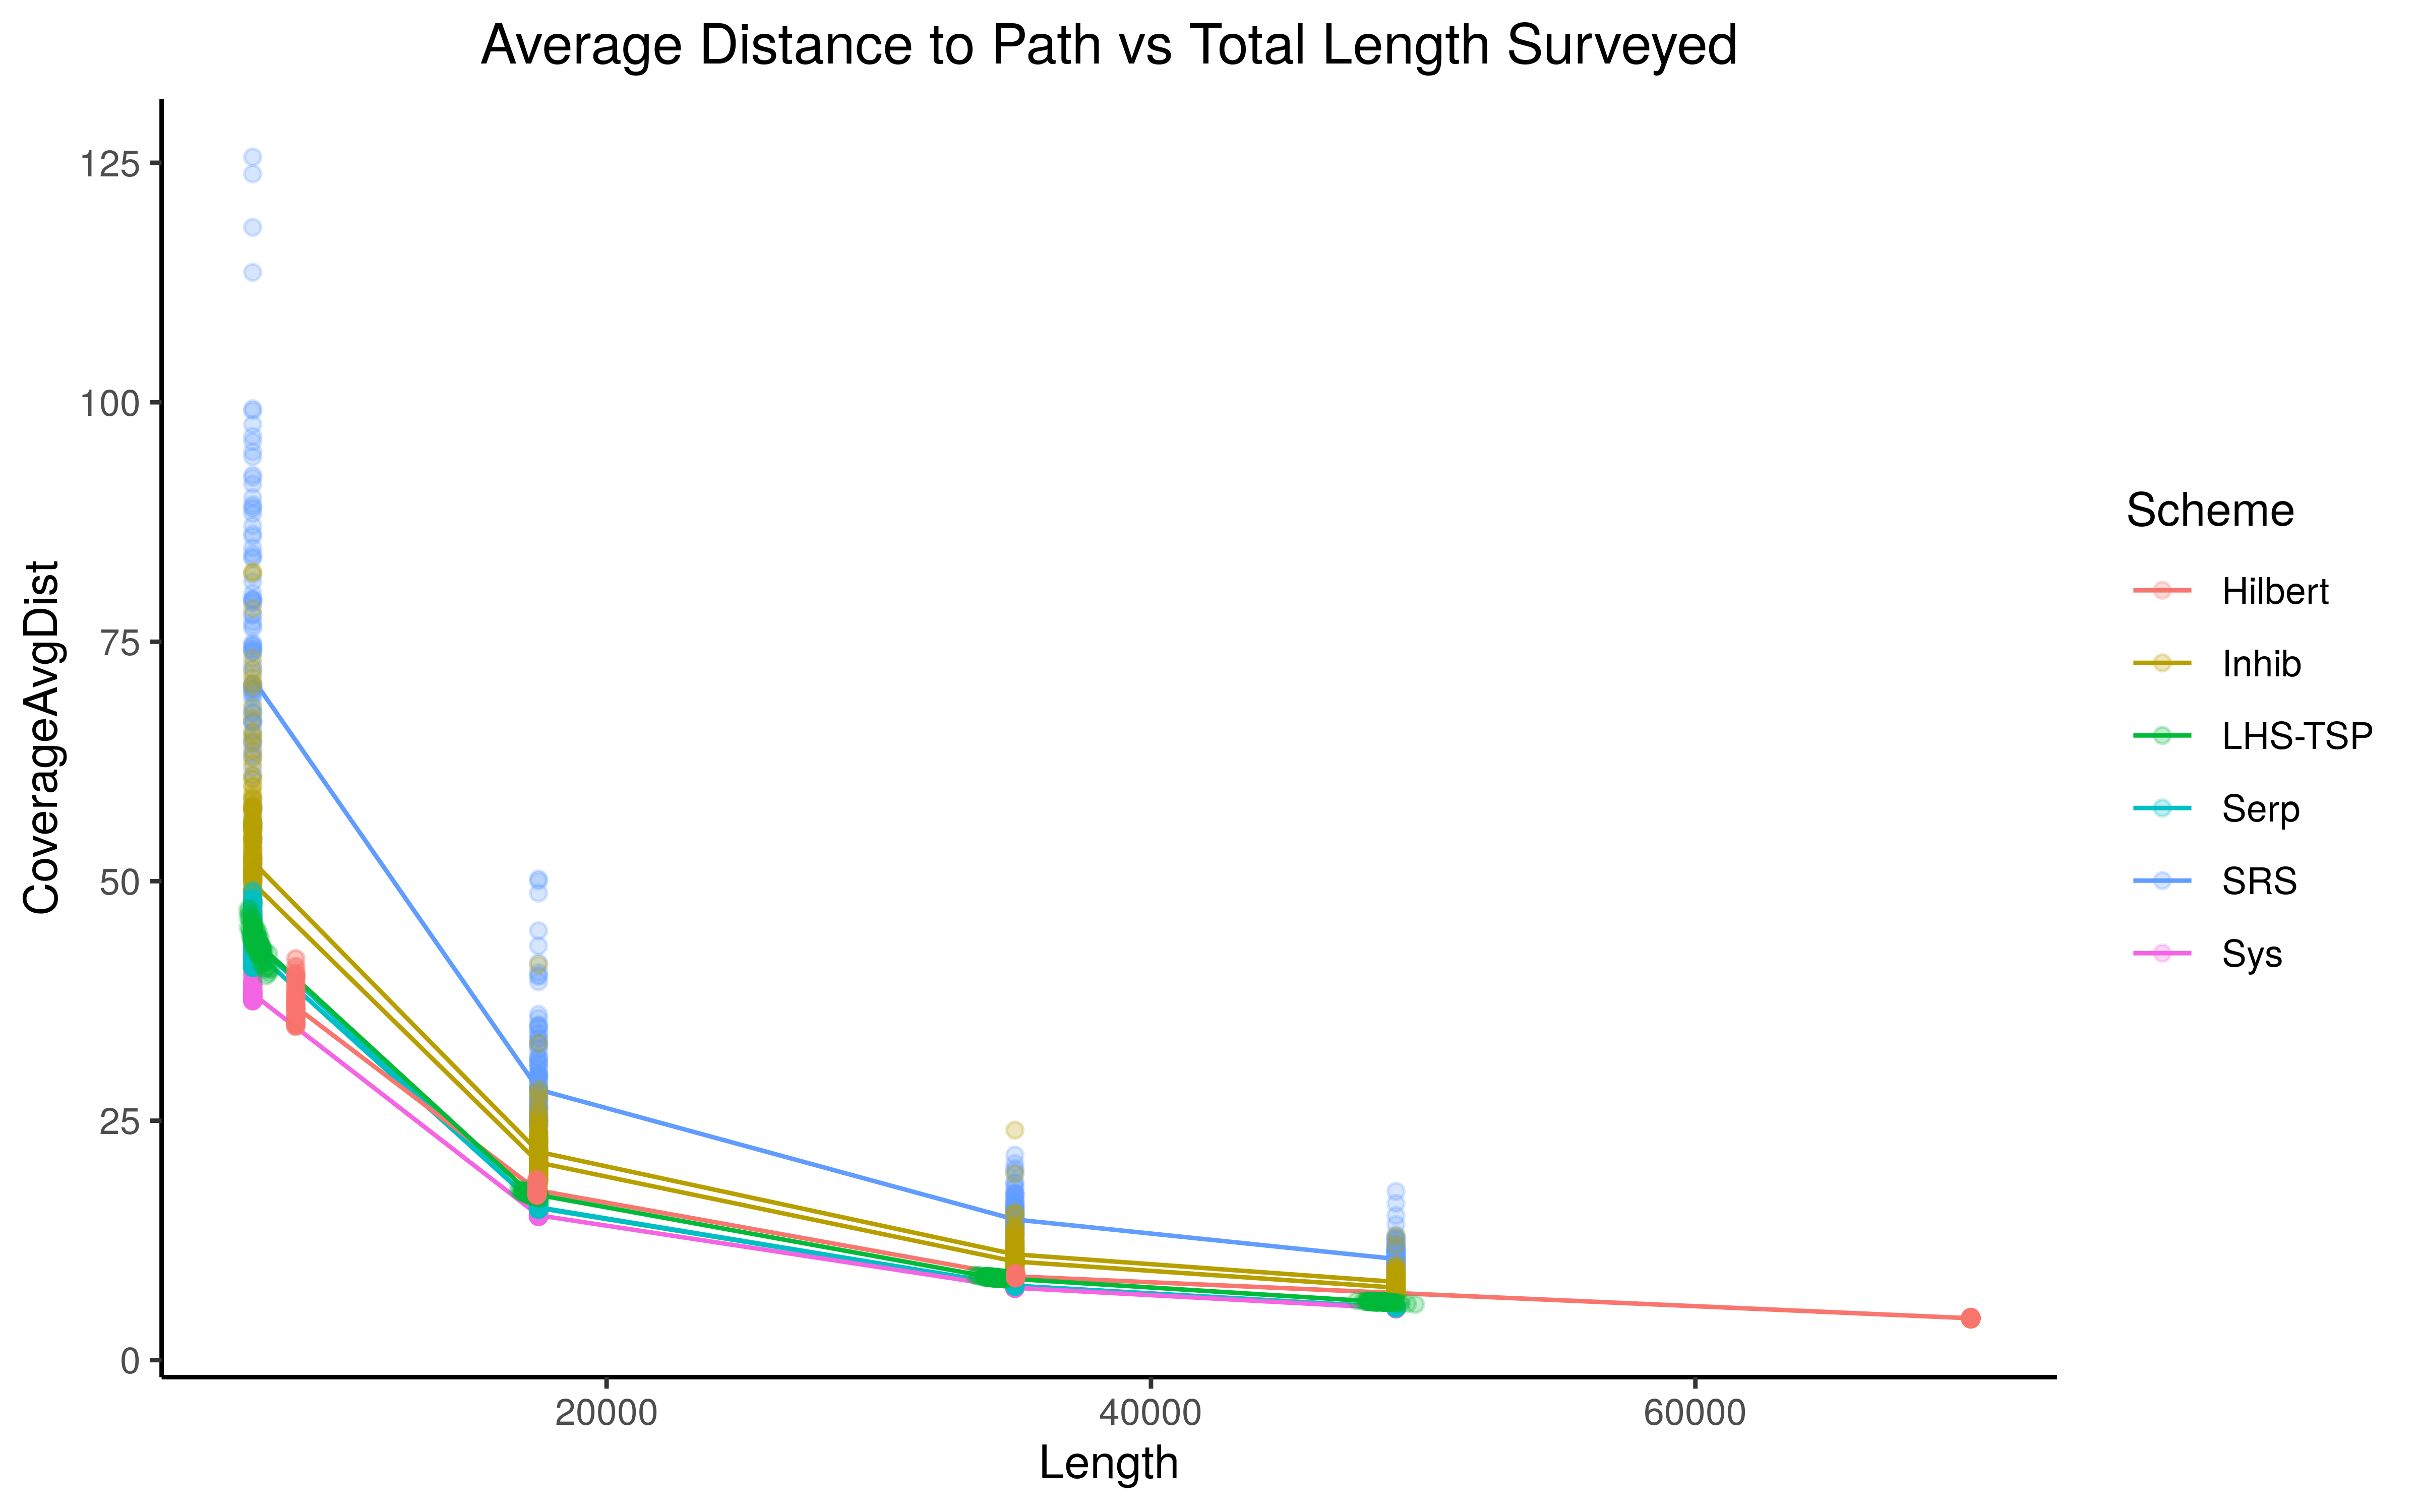 Average Distance to Path vs Total Length Surveyed
CoverageAvgDist
125
100
75
50
25
0
20000
40000
60000
Length
Scheme
Hilbert
Inhib
LHS-TSP
Serp
SRS
Sys